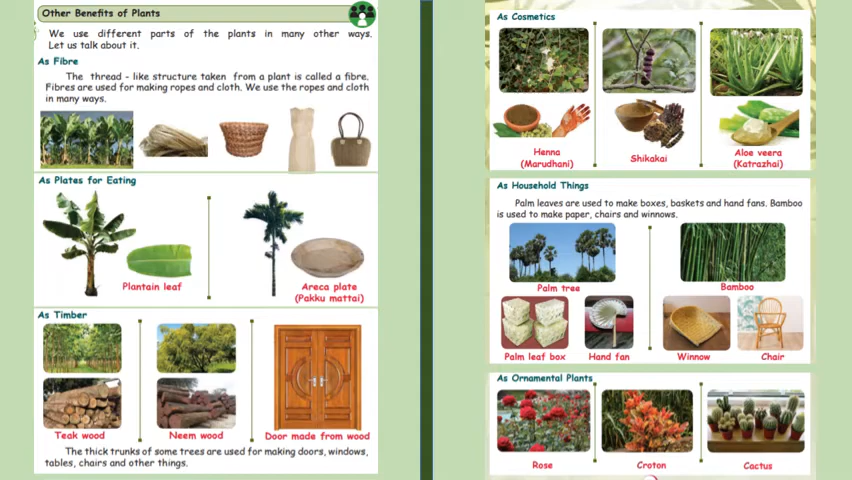 Other Benefits of Plants
We use different parts of the plants in many other ways.
Let us talk about it.
As Fibre
The thread - like structure taken from a plant is called a fibre.
Fibres are used for making ropes and cloth. We use the ropes and cloth
in many ways.
As Plates for Eating
Plantain leaf
Areca plate
(Pakku mattai)
As Timber
Teak wood
Neem wood
Door made from wood
The thick trunks of some trees are used for making doors, windows,
tables, chairs and other things.
As Cosmetics
Henna
(Marudhani)
Shikakai
Aloe veera
(Katrazhai)
As Household Things
Palm leaves are used to make boxes, baskets and hand fans. Bamboo
is used to make paper, chairs and winnows.
Palm tree
Bamboo
Palm leaf box
Hand fan
Winnow
Chair
As Ornamental Plants
Rose
Croton
Cactus